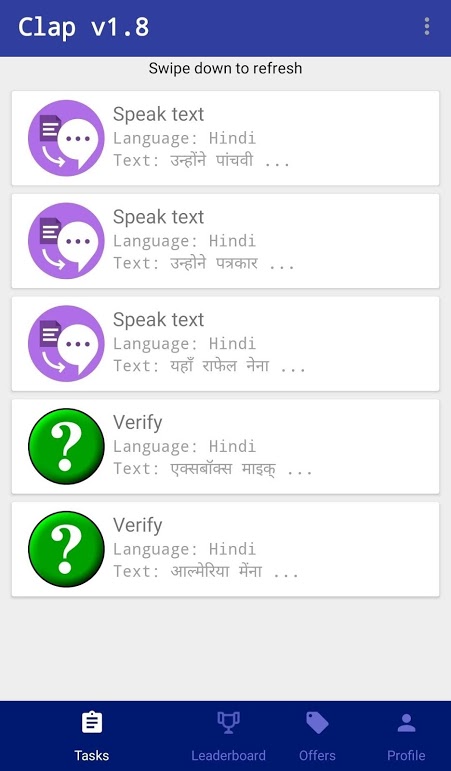 Clap v1.8
Swipe down to refresh
Speak text
Language: Hindi
Text: उन्होंने पांचवी ...
Speak text
Language: Hindi
Text: उन्होने पत्रकार ...
Speak text
Language: Hindi
Text: यहाँ राफेल नेना ...
?
Verify
Language: Hindi
Text: एक्सबॉक्स माइक् ...
?
Verify
Language: Hindi
Text: आल्मेरिया मेंना ...
Tasks Leaderboard Offers Profile